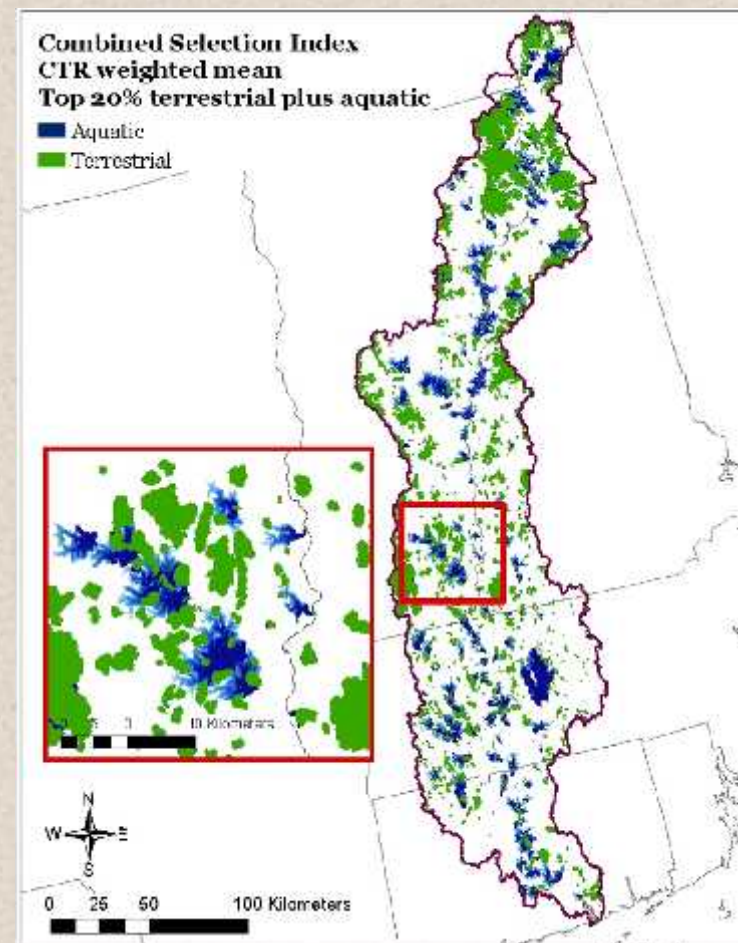 Combined Selection Index
CTR weighted mean
Top 20% terrestrial plus aquatic
Aquatic
Terrestrial
10 Kilometers
N
W E
S
0 25 50 100 Kilometers